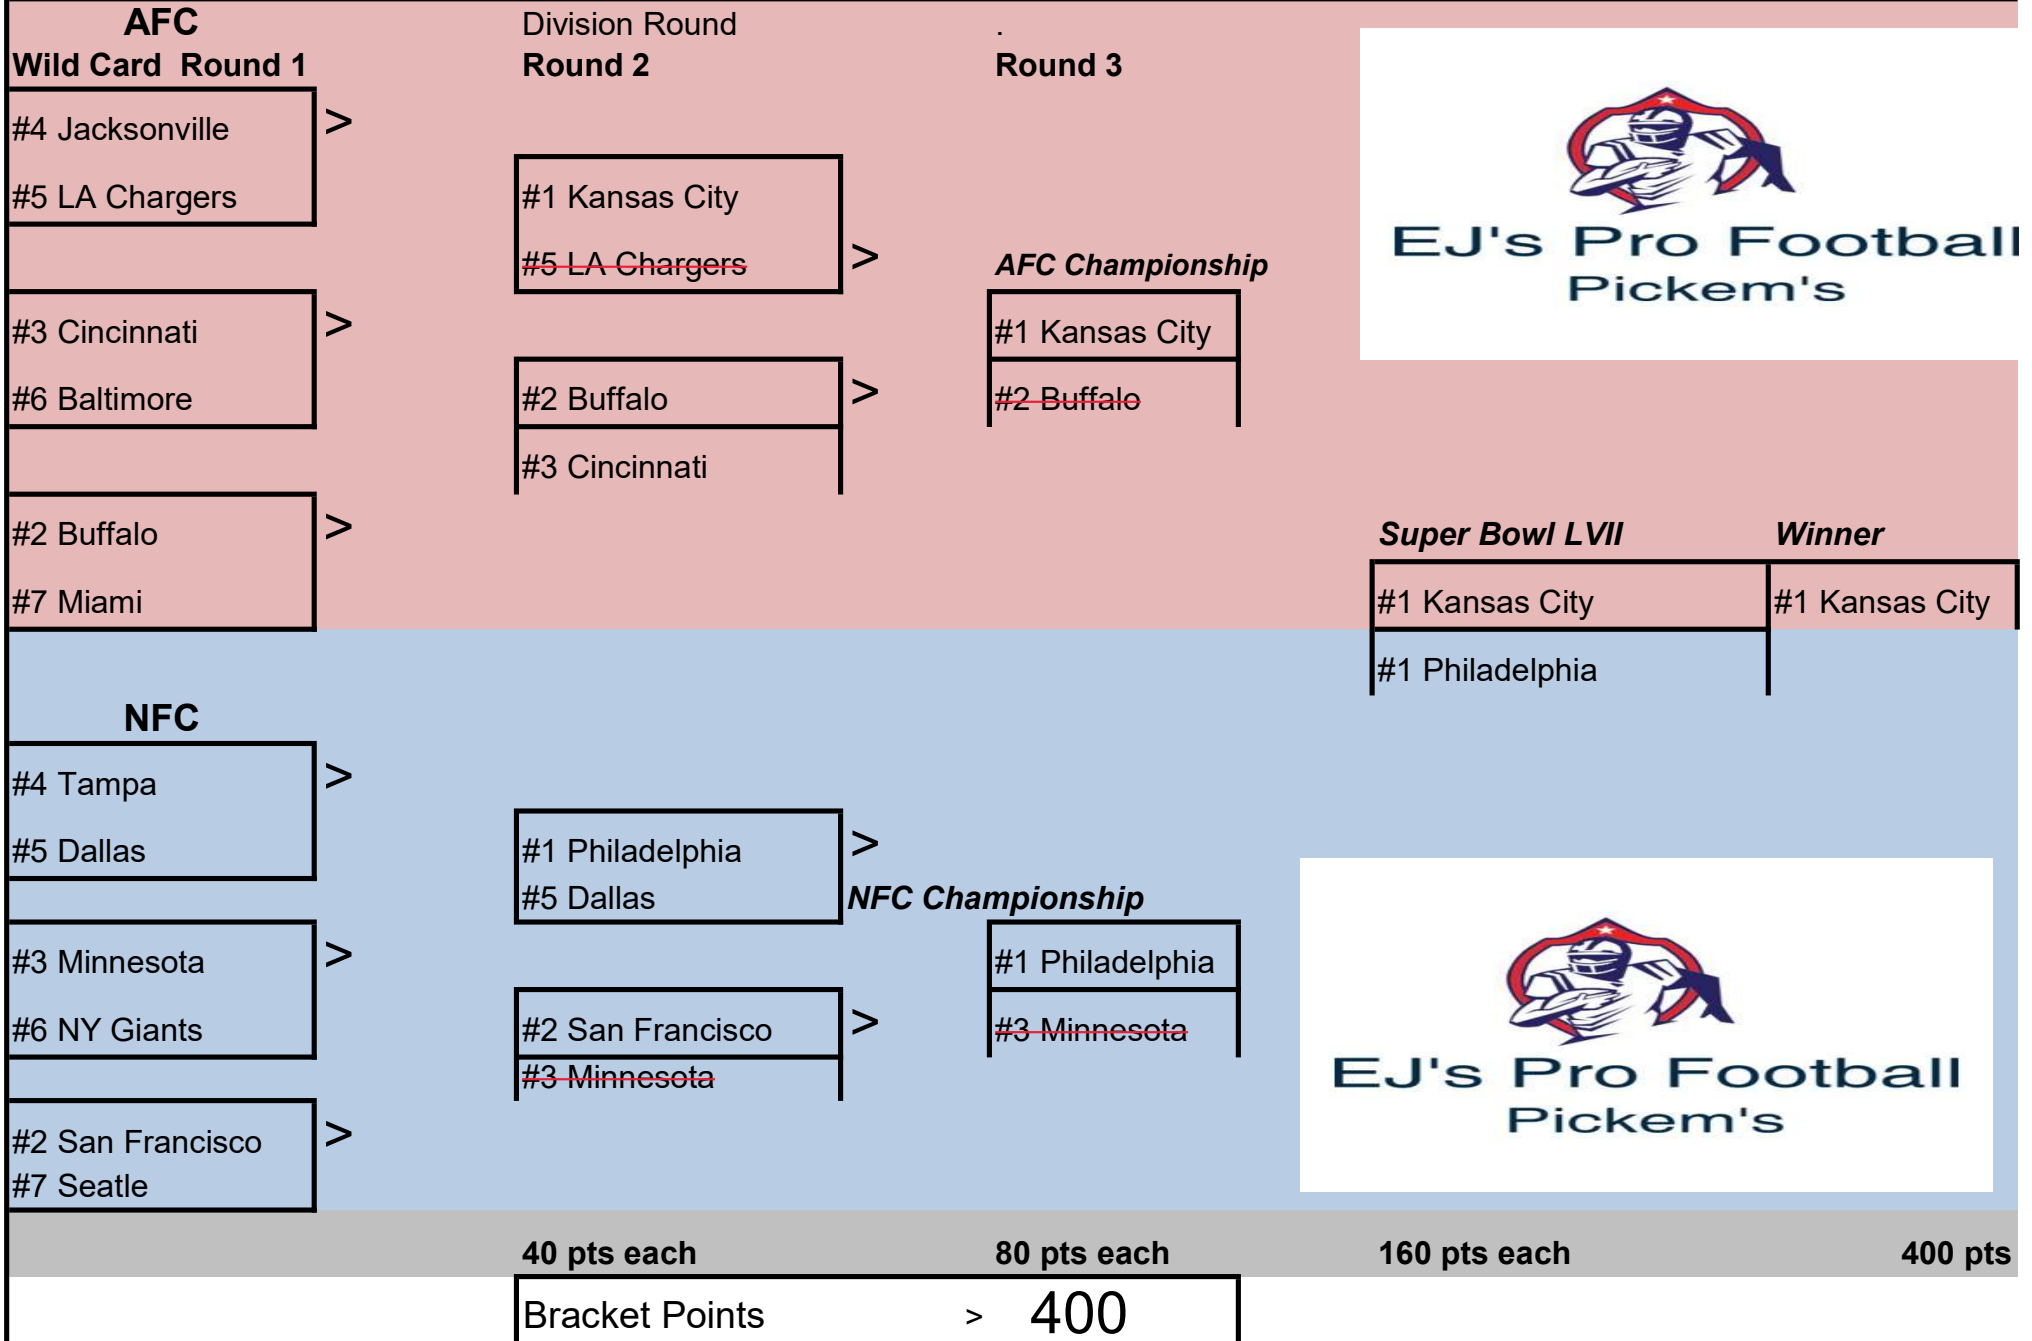 AFC Division Round .
Wild Card Round 1 Round 2 Round 3
#4 Jacksonville >
#5 LA Chargers #1 Kansas City
EJ's Pro Football
Pickem's
#5 LA Chargers > AFC Championship
#3 Cincinnati > #1 Kansas City
#6 Baltimore #2 Buffalo > #2 Buffalo
#3 Cincinnati
#2 Buffalo > Super Bowl LVII Winner
#7 Miami #1 Kansas City #1 Kansas City
#1 Philadelphia
NFC
#4 Tampa >
#5 Dallas #1 Philadelphia >
#5 Dallas NFC Championship
#3 Minnesota > #1 Philadelphia
#6 NY Giants #2 San Francisco > #3 Minnesota
#3 Minnesota
EJ's Pro Football
Pickem's
#2 San Francisco >
#7 Seatle
40 pts each 80 pts each 160 pts each 400 pts
Bracket Points > 400